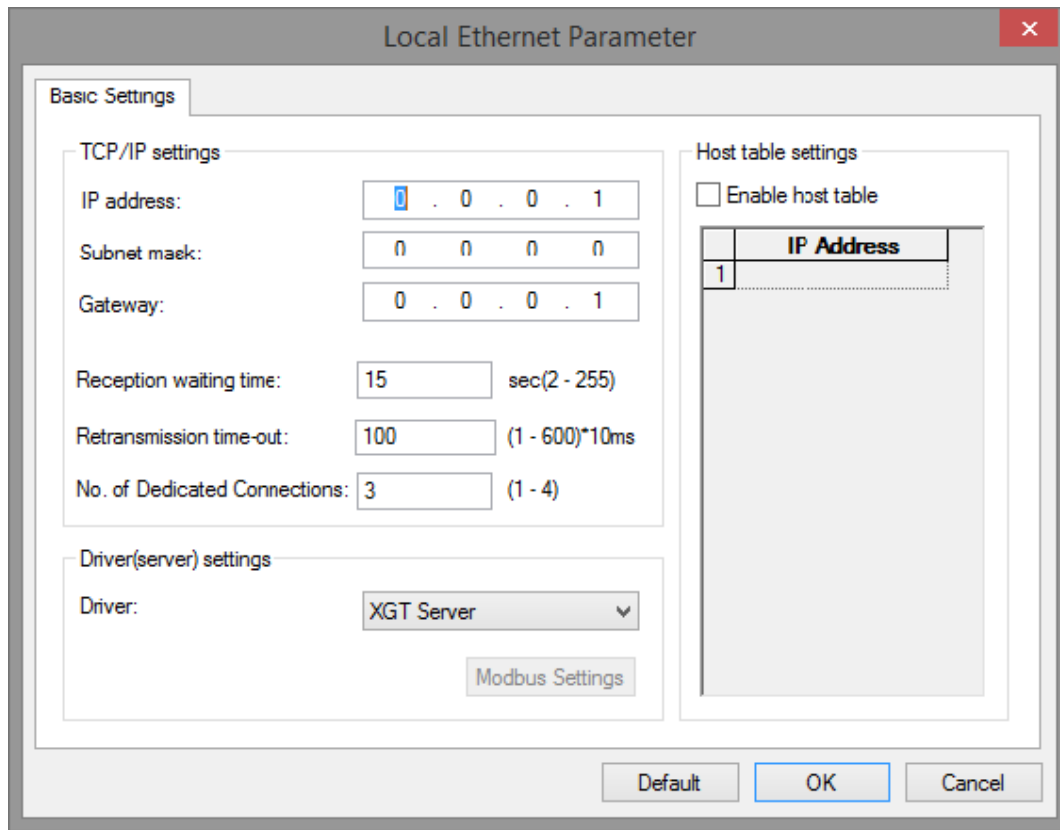 Local Ethernet Parameter
Basic Settings
TCP/IP settings
IP address: 0 . 0 . 0 . 1
Subnet mask: 0 0 0 0
Gateway: 0 . 0 . 0 . 1
Reception waiting time: 15 sec(2 - 255)
Retransmission time-out: 100 (1 - 600)*10ms
No. of Dedicated Connections: 3 (1 - 4)
Driver(server) settings
Driver: XGT Server
Modbus Settings
Host table settings
Enable host table
IP Address
1
Default OK Cancel